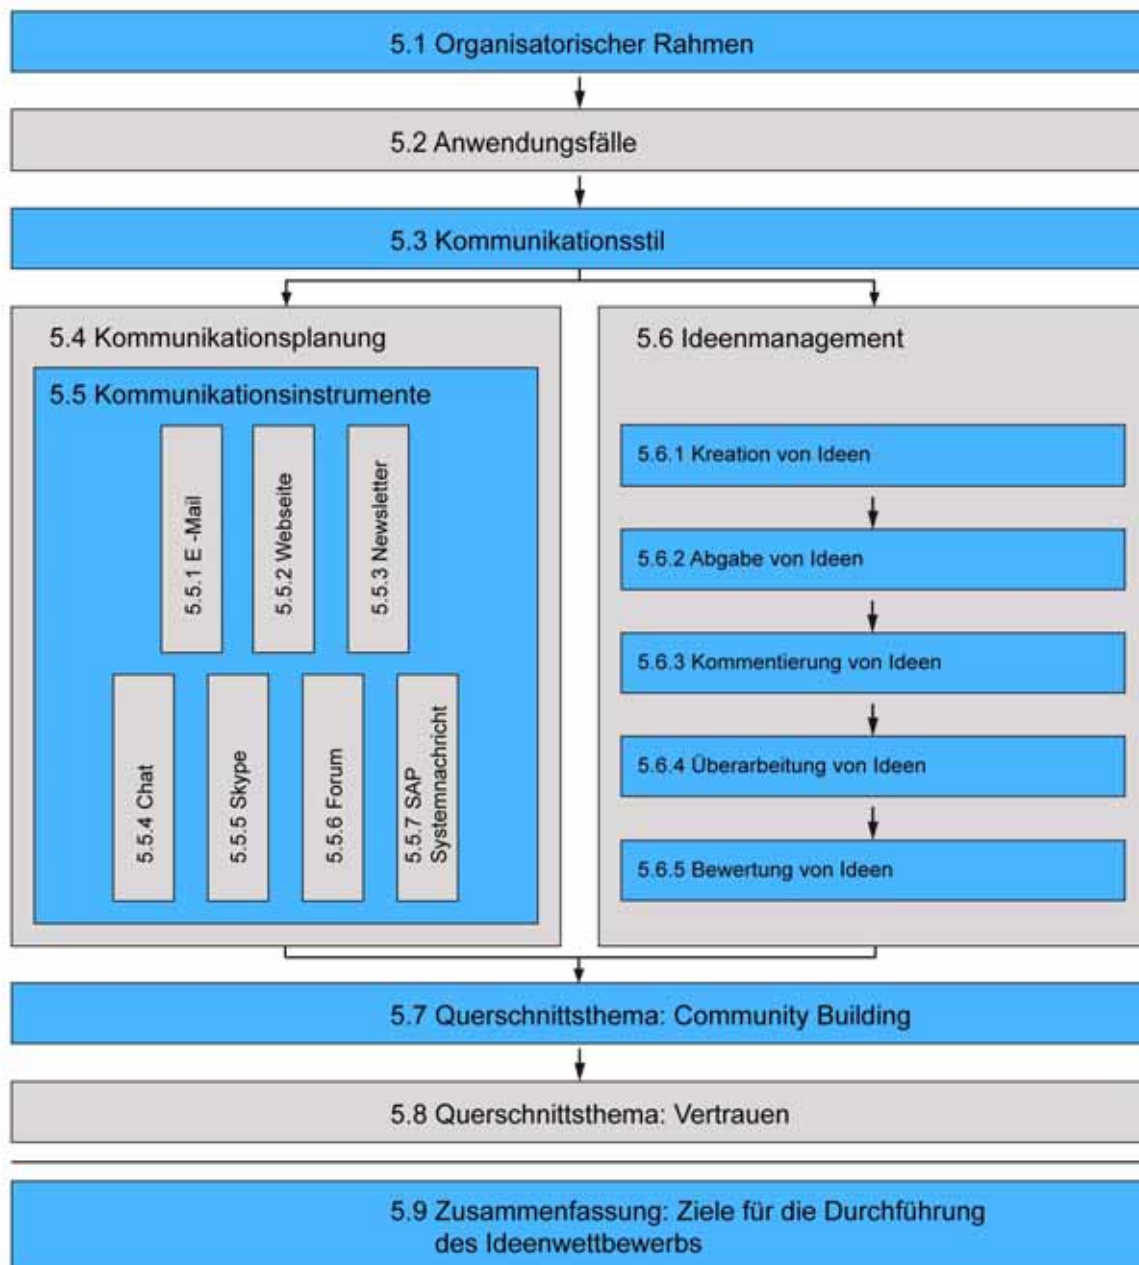 5.1 Organisatorischer Rahmen
5.2 Anwendungsfälle
5.3 Kommunikationsstil
5.4 Kommunikationsplanung
5.5 Kommunikationsinstrumente
5.5.1 E -Mail
5.5.2 Webseite
5.5.3 Newsletter
5.5.4 Chat
5.5.5 Skype
5.5.6 Forum
5.5.7 SAP
Systemnachricht
5.6 Ideenmanagement
5.6.1 Kreation von Ideen
5.6.2 Abgabe von Ideen
5.6.3 Kommentierung von Ideen
5.6.4 Überarbeitung von Ideen
5.6.5 Bewertung von Ideen
5.7 Querschnittsthema: Community Building
5.8 Querschnittsthema: Vertrauen
5.9 Zusammenfassung: Ziele für die Durchführung
des Ideenwettbewerbs